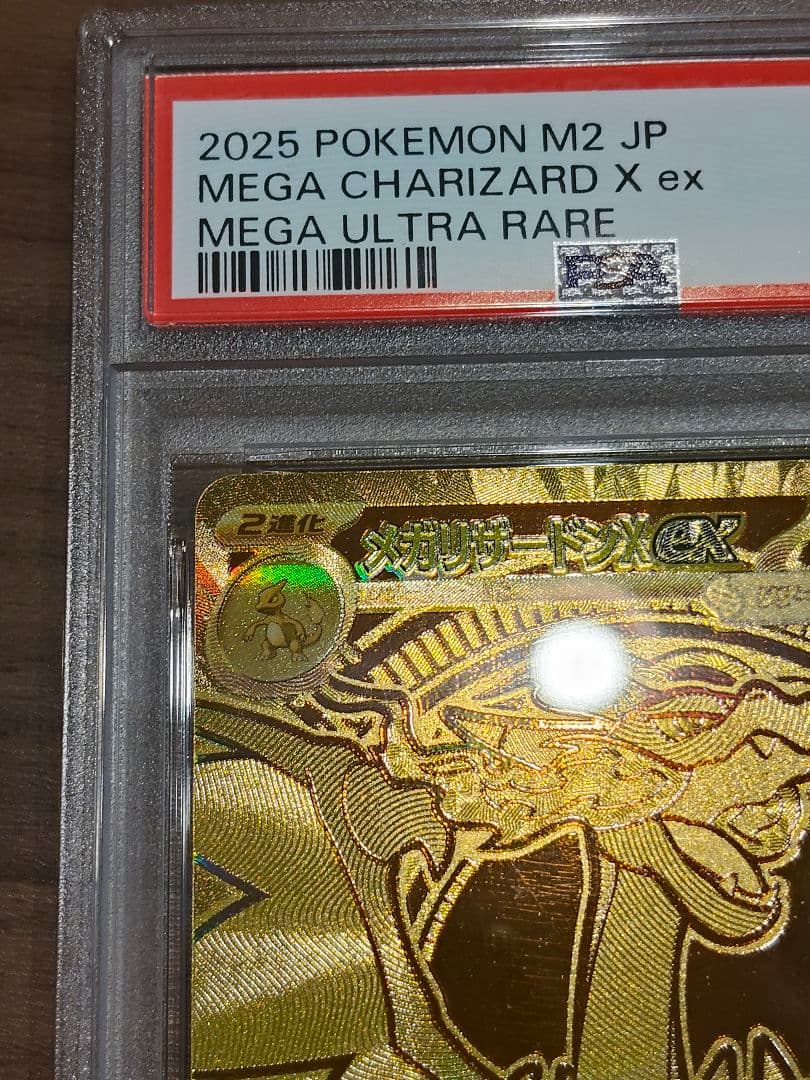 2025 POKEMON M2 JP
MEGA CHARIZARD X ex
MEGA ULTRA RARE
PSA
2進化
メガリザードンXex